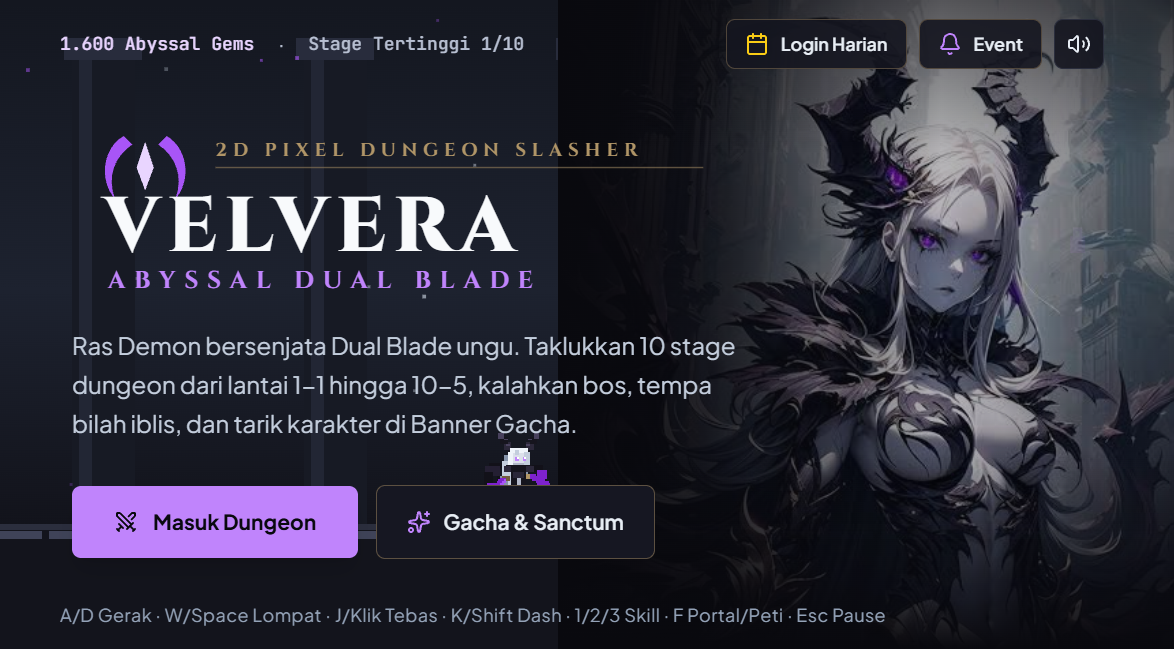 1.600 Abyssal Gems · Stage Tertinggi 1/10
Login Harian
Event
2D PIXEL DUNGEON SLASHER
VELVERA
ABYSSAL DUAL BLADE
Ras Demon bersenjata Dual Blade ungu. Taklukkan 10 stage
dungeon dari lantai 1–1 hingga 10–5, kalahkan bos, tempa
bilah iblis, dan tarik karakter di Banner Gacha.
Masuk Dungeon
Gacha & Sanctum
A/D Gerak · W/Space Lompat · J/Klik Tebas · K/Shift Dash · 1/2/3 Skill · F Portal/Peti · Esc Pause